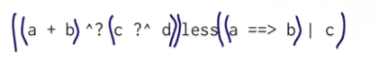 ((a + b) ^? (c ?^ d))less((a ==> b) | c)